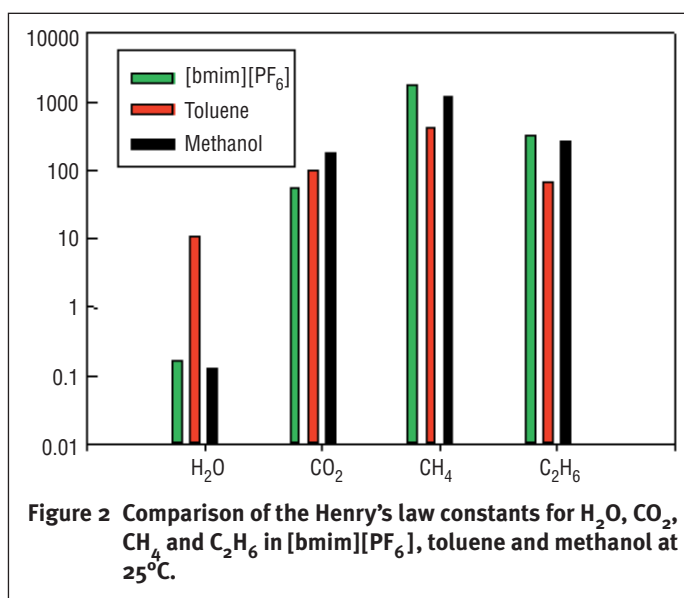 10000
1000
100
10
1
0.1
0.01
[bmim][PF₆]
Toluene
Methanol
H₂O CO₂ CH₄ C₂H₆
Figure 2 Comparison of the Henry's law constants for H₂O, CO₂,
CH₄ and C₂H₆ in [bmim][PF₆], toluene and methanol at
25°C.